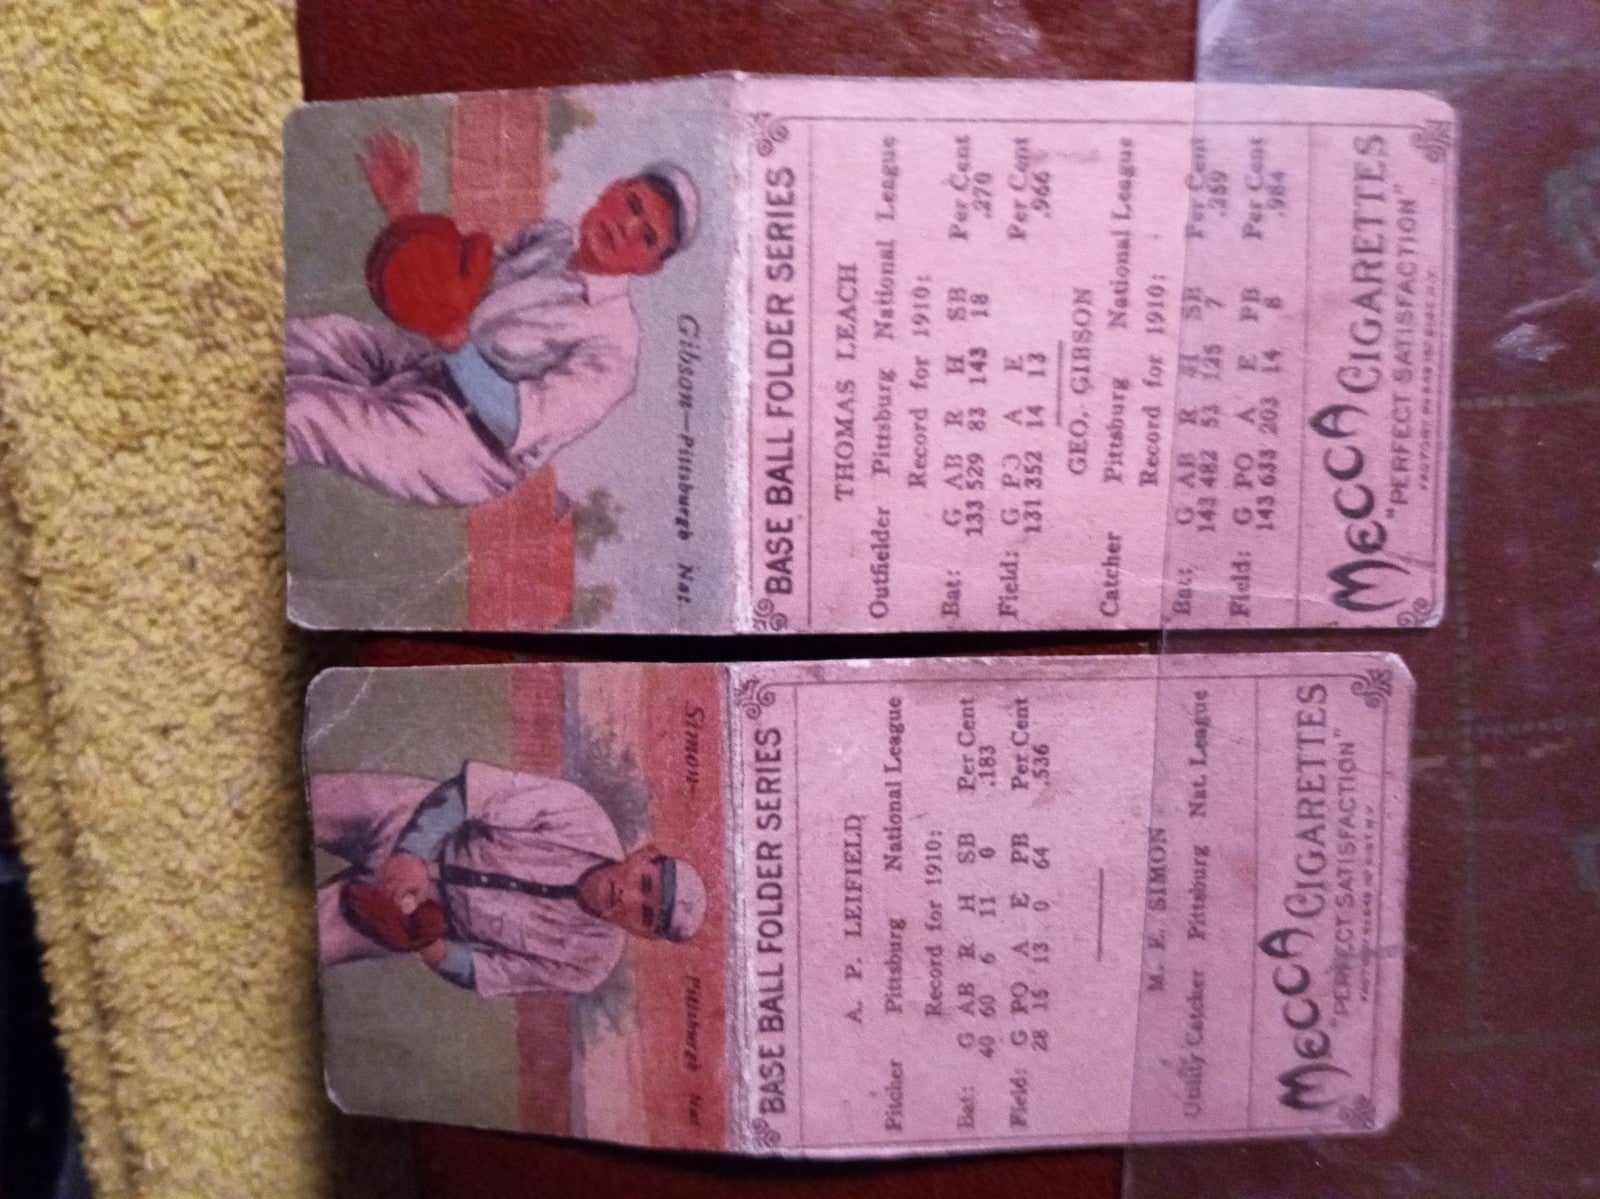 Gibson—Pittsburgh Nat.
BASE BALL FOLDER SERIES
THOMAS LEACH
Outfielder Pittsburg National League
Record for 1910:
Bat: G AB R H SB Per Cent
133 529 83 143 18 .270
Field: G PO A E Per Cent
131 352 14 13 .966
GEO. GIBSON
Catcher Pittsburg National League
Record for 1910:
Bat: G AB R H SB Per Cent
143 482 53 125 7 .259
Field: G PO A E PB Per Cent
143 633 203 14 8 .984
MECCA CIGARETTES
"PERFECT SATISFACTION"
Simon— Pittsburgh Nat
BASE BALL FOLDER SERIES
A. P. LEIFIELD
Pitcher Pittsburg National League
Record for 1910:
Bat: G AB R H SB Per Cent
40 60 6 11 0 .183
Field: G PO A E PB Per Cent
28 15 13 0 64 .536
M. E. SIMON
Utility Catcher Pittsburg Nat. League
MECCA CIGARETTES
"PERFECT SATISFACTION"